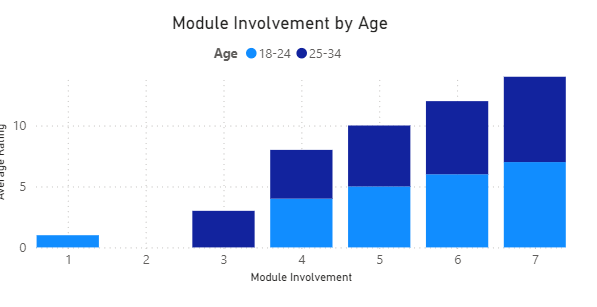 Module Involvement by Age
Age 18-24 25-34
Average Rating
10
5
0
1 2 3 4 5 6 7
Module Involvement